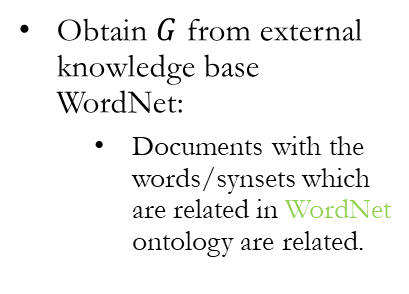 • Obtain G from external
knowledge base
WordNet:
• Documents with the
words/synsets which
are related in WordNet
ontology are related.